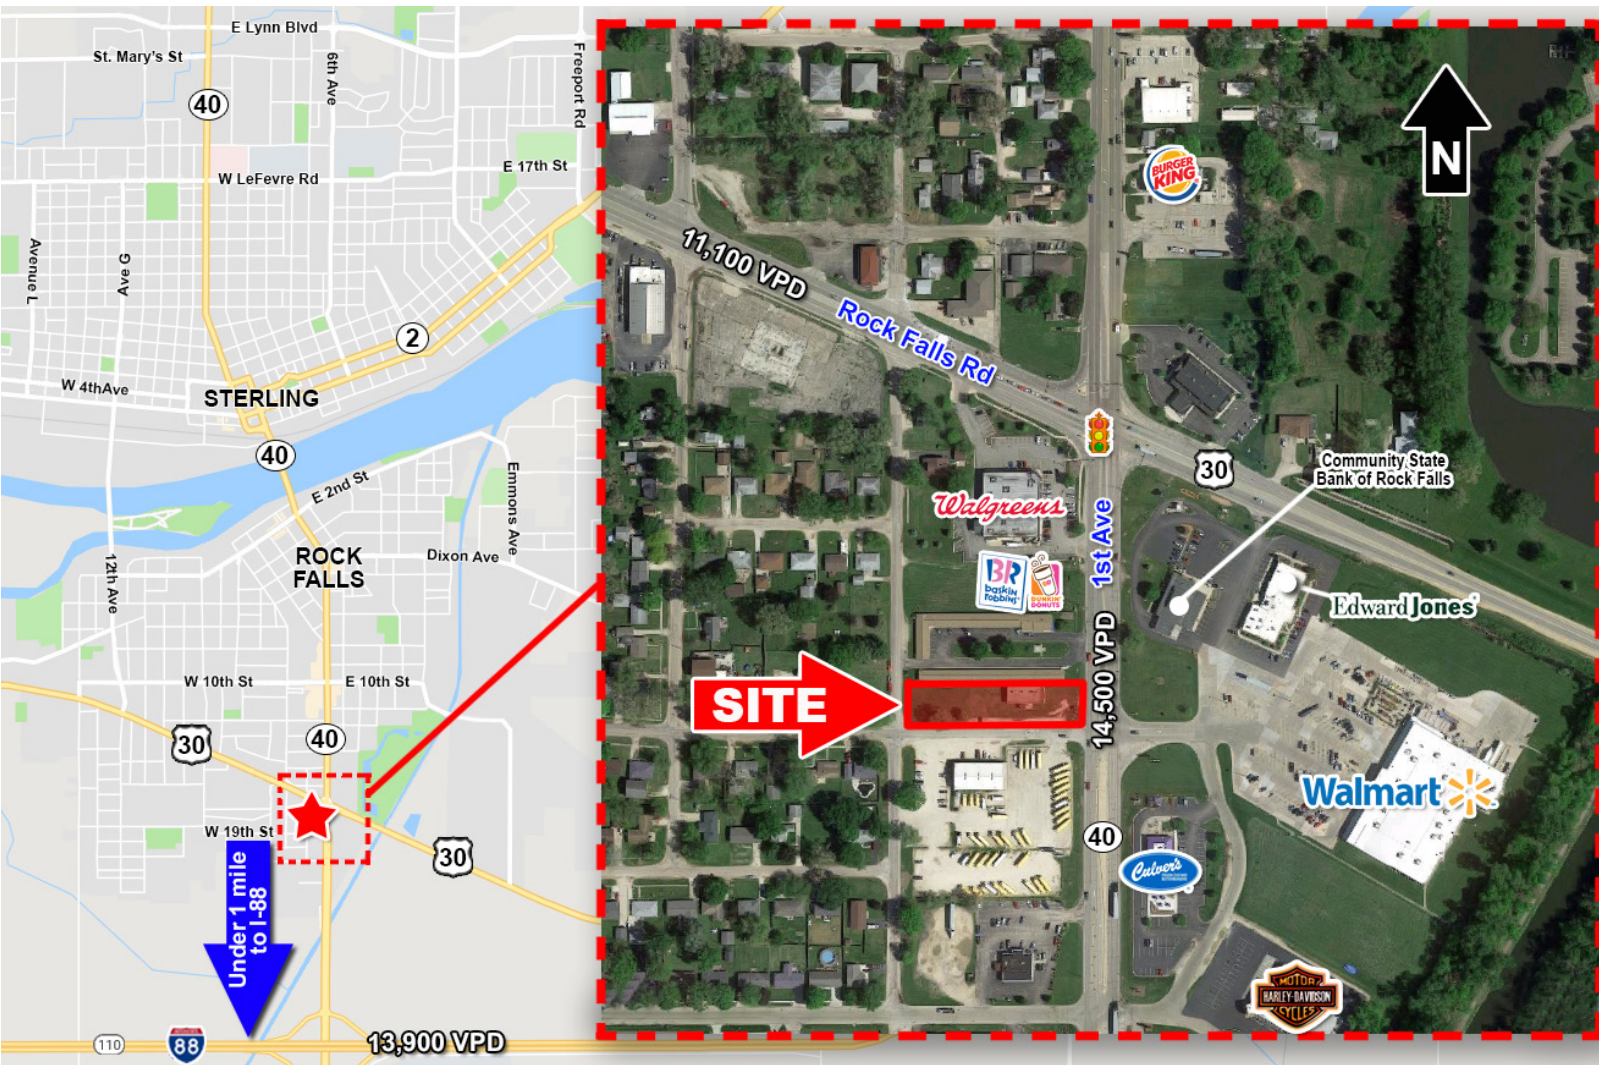 E Lynn Blvd
St. Mary's St
6th Ave
Freeport Rd
40
E 17th St
W LeFevre Rd
Avenue L
G Ave
2
W 4thAve
STERLING
40
E 2nd St
Emmons Ave
ROCK
FALLS
Dixon Ave
12th Ave
W 10th St
E 10th St
30
40
W 19th St
30
Under 1 mile
to I-88
110
88
13,900 VPD
N
BURGER
KING
11,100 VPD
Rock Falls Rd
30
Community State
Bank of Rock Falls
Walgreens
1st Ave
BR
baskin
robbins
DUNKIN'
DONUTS
EdwardJones
14,500 VPD
SITE
Walmart
40
Culver's
MOTOR
HARLEY-DAVIDSON
CYCLES